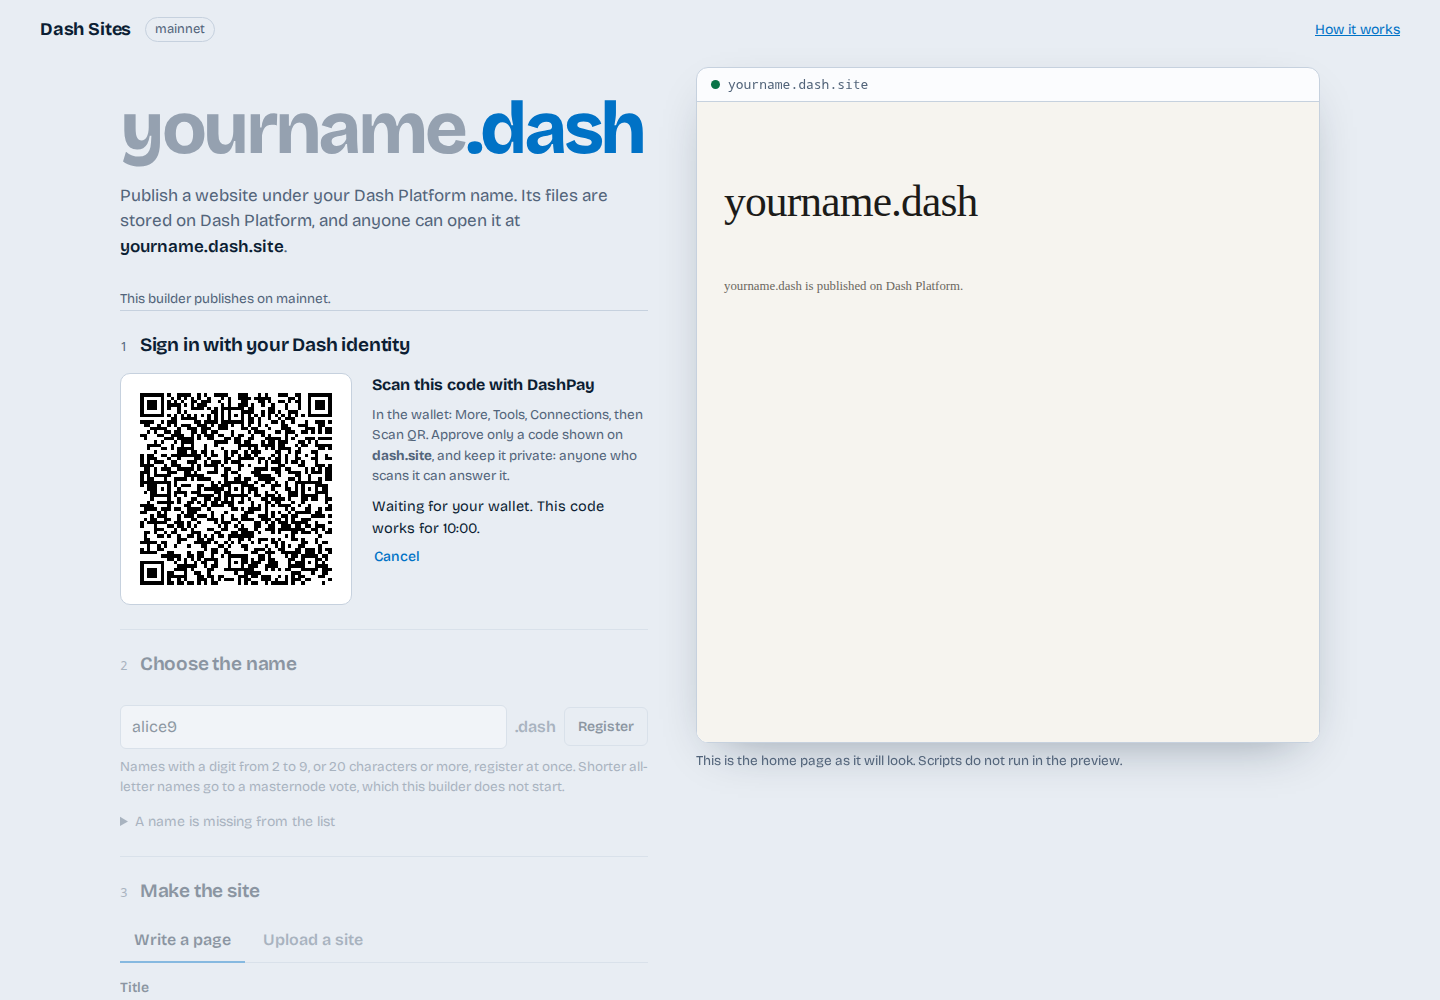 Dash Sites
mainnet
How it works
yourname.dash
Publish a website under your Dash Platform name. Its files are
stored on Dash Platform, and anyone can open it at
yourname.dash.site.
This builder publishes on mainnet.
1 Sign in with your Dash identity
Scan this code with DashPay
In the wallet: More, Tools, Connections, then
Scan QR. Approve only a code shown on
dash.site, and keep it private: anyone who
scans it can answer it.
Waiting for your wallet. This code
works for 10:00.
Cancel
2 Choose the name
alice9
.dash
Register
Names with a digit from 2 to 9, or 20 characters or more, register at once. Shorter all-
letter names go to a masternode vote, which this builder does not start.
A name is missing from the list
3 Make the site
Write a page
Upload a site
Title
yourname.dash.site
yourname.dash
yourname.dash is published on Dash Platform.
This is the home page as it will look. Scripts do not run in the preview.